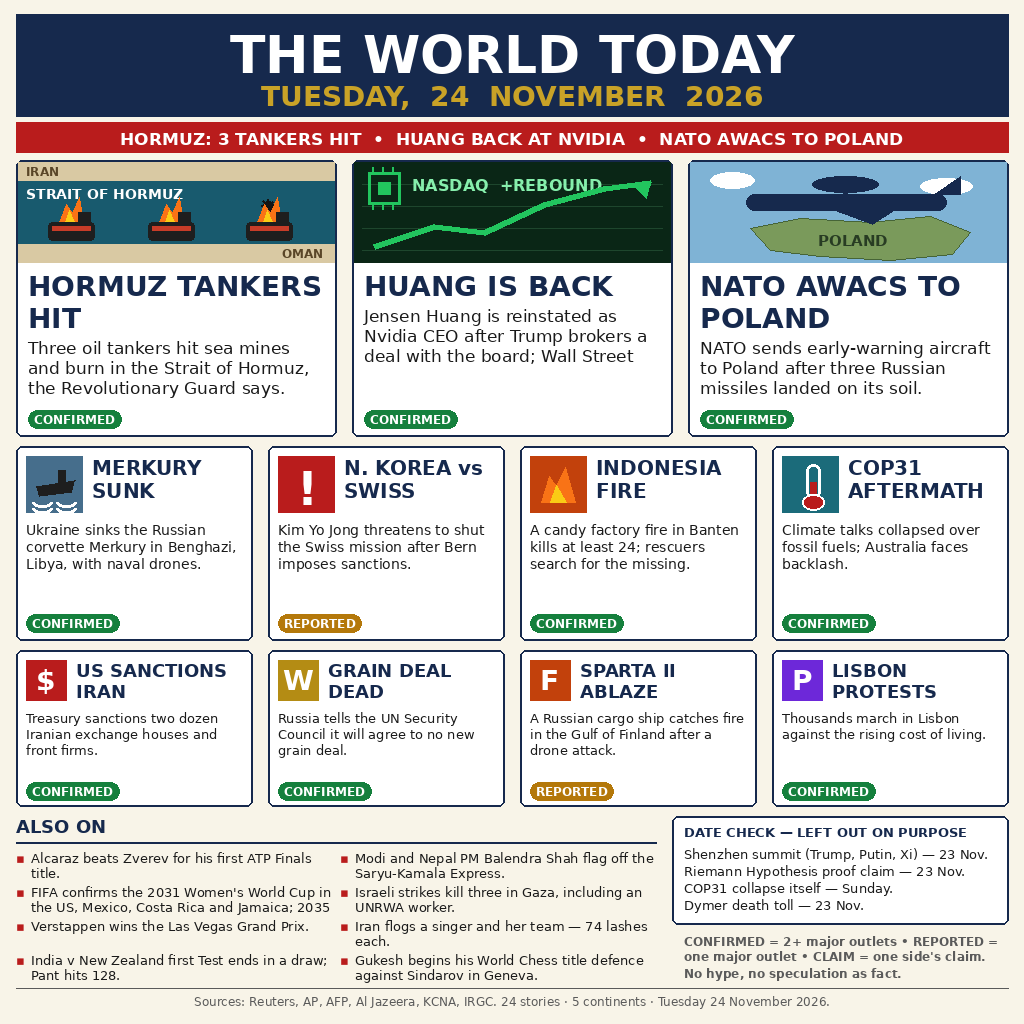 THE WORLD TODAY
TUESDAY, 24 NOVEMBER 2026
HORMUZ: 3 TANKERS HIT • HUANG BACK AT NVIDIA • NATO AWACS TO POLAND
IRAN
STRAIT OF HORMUZ
OMAN
HORMUZ TANKERS
HIT
Three oil tankers hit sea mines
and burn in the Strait of Hormuz,
the Revolutionary Guard says.
CONFIRMED
NASDAQ +REBOUND
HUANG IS BACK
Jensen Huang is reinstated as
Nvidia CEO after Trump brokers a
deal with the board; Wall Street
CONFIRMED
POLAND
NATO AWACS TO
POLAND
NATO sends early-warning aircraft
to Poland after three Russian
missiles landed on its soil.
CONFIRMED
MERKURY
SUNK
Ukraine sinks the Russian
corvette Merkury in Benghazi,
Libya, with naval drones.
CONFIRMED
!
N. KOREA vs
SWISS
Kim Yo Jong threatens to shut
the Swiss mission after Bern
imposes sanctions.
REPORTED
INDONESIA
FIRE
A candy factory fire in Banten
kills at least 24; rescuers
search for the missing.
CONFIRMED
COP31
AFTERMATH
Climate talks collapsed over
fossil fuels; Australia faces
backlash.
CONFIRMED
$
US SANCTIONS
IRAN
Treasury sanctions two dozen
Iranian exchange houses and
front firms.
CONFIRMED
W
GRAIN DEAL
DEAD
Russia tells the UN Security
Council it will agree to no new
grain deal.
CONFIRMED
F
SPARTA II
ABLAZE
A Russian cargo ship catches fire
in the Gulf of Finland after a
drone attack.
REPORTED
P
LISBON
PROTESTS
Thousands march in Lisbon
against the rising cost of living.
CONFIRMED
ALSO ON
▪ Alcaraz beats Zverev for his first ATP Finals
title.
▪ FIFA confirms the 2031 Women's World Cup in
the US, Mexico, Costa Rica and Jamaica; 2035
▪ Verstappen wins the Las Vegas Grand Prix.
▪ India v New Zealand first Test ends in a draw;
Pant hits 128.
▪ Modi and Nepal PM Balendra Shah flag off the
Saryu-Kamala Express.
▪ Israeli strikes kill three in Gaza, including an
UNRWA worker.
▪ Iran flogs a singer and her team — 74 lashes
each.
▪ Gukesh begins his World Chess title defence
against Sindarov in Geneva.
DATE CHECK — LEFT OUT ON PURPOSE
Shenzhen summit (Trump, Putin, Xi) — 23 Nov.
Riemann Hypothesis proof claim — 23 Nov.
COP31 collapse itself — Sunday.
Dymer death toll — 23 Nov.
CONFIRMED = 2+ major outlets • REPORTED =
one major outlet • CLAIM = one side's claim.
No hype, no speculation as fact.
Sources: Reuters, AP, AFP, Al Jazeera, KCNA, IRGC. 24 stories · 5 continents · Tuesday 24 November 2026.